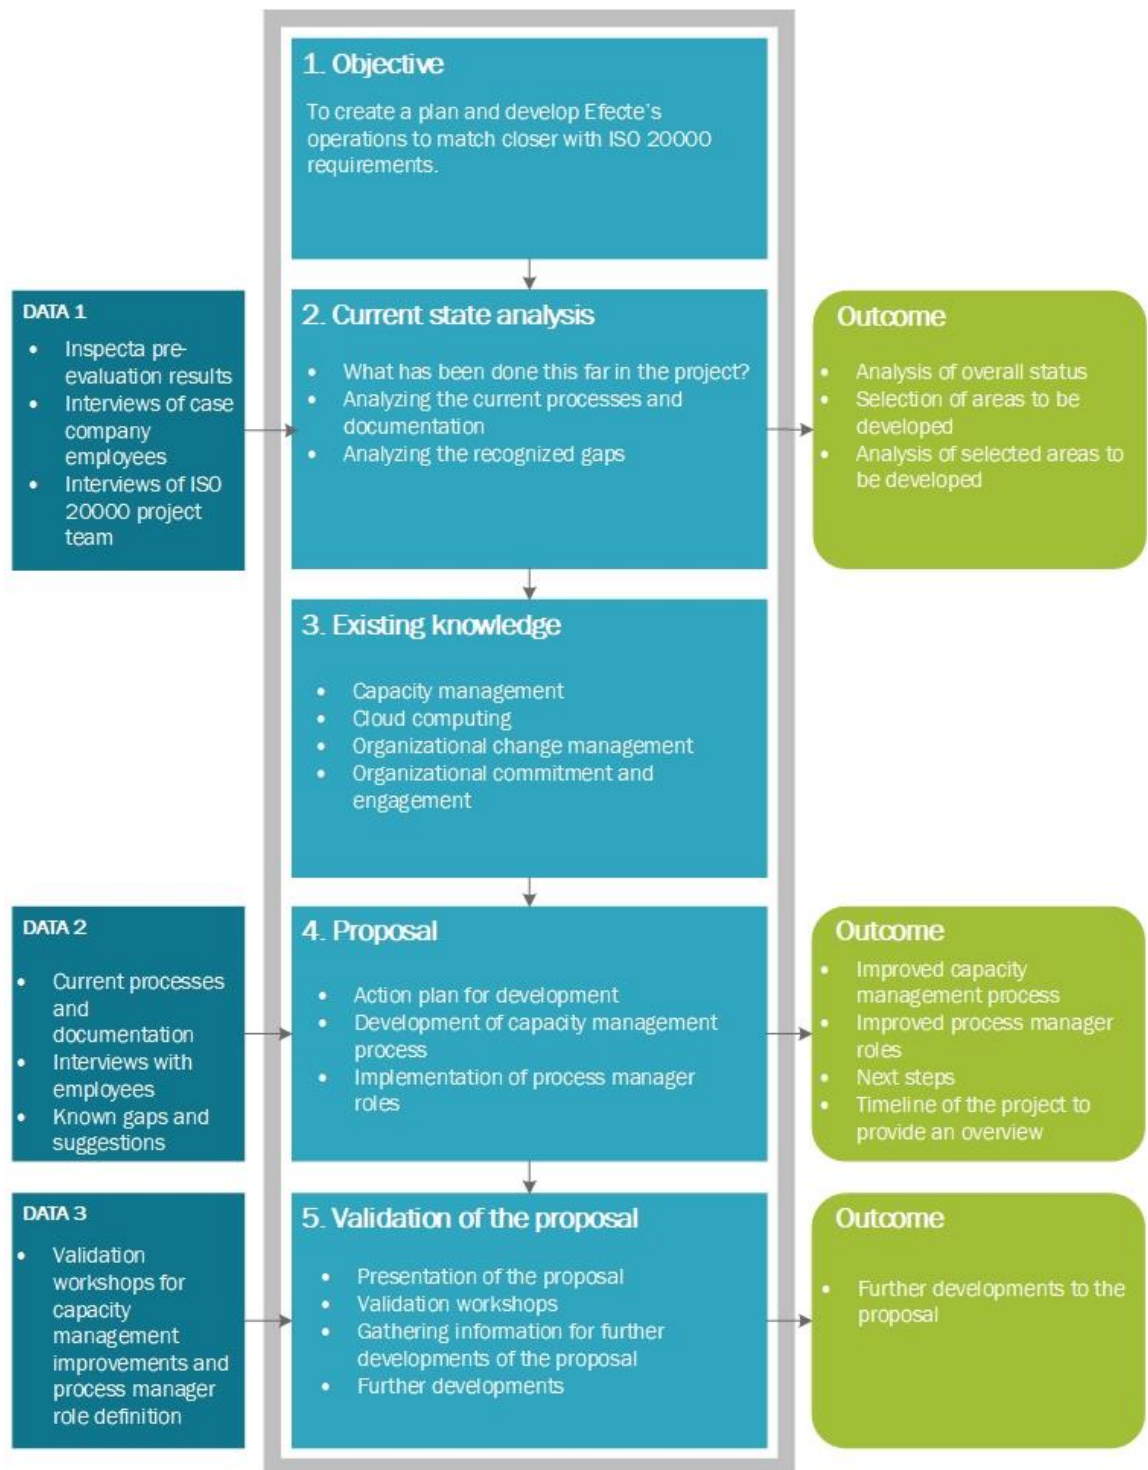 1. Objective
To create a plan and develop Efecte's
operations to match closer with ISO 20000
requirements.
DATA 1
• Inspecta pre-
evaluation results
• Interviews of case
company
employees
• Interviews of ISO
20000 project
team
2. Current state analysis
• What has been done this far in the project?
• Analyzing the current processes and
documentation
• Analyzing the recognized gaps
Outcome
• Analysis of overall status
• Selection of areas to be
developed
• Analysis of selected areas to
be developed
3. Existing knowledge
• Capacity management
• Cloud computing
• Organizational change management
• Organizational commitment and
engagement
DATA 2
• Current processes
and
documentation
• Interviews with
employees
• Known gaps and
suggestions
4. Proposal
• Action plan for development
• Development of capacity management
process
• Implementation of process manager
roles
Outcome
• Improved capacity
management process
• Improved process manager
roles
• Next steps
• Timeline of the project to
provide an overview
DATA 3
• Validation
workshops for
capacity
management
improvements and
process manager
role definition
5. Validation of the proposal
• Presentation of the proposal
• Validation workshops
• Gathering information for further
developments of the proposal
• Further developments
Outcome
• Further developments to the
proposal